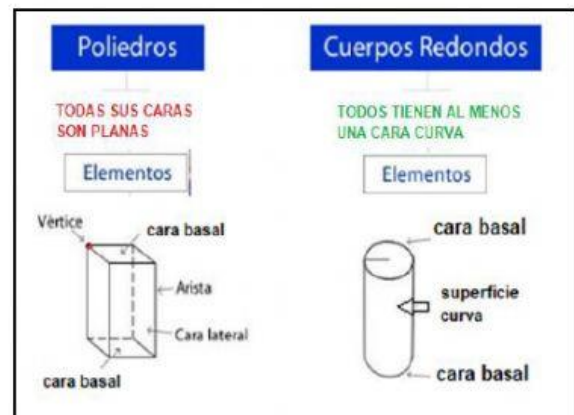 Poliedros
TODAS SUS CARAS
SON PLANAS
Elementos
Vèrtice
cara basal
Arista
Cara lateral
cara basal
Cuerpos Redondos
TODOS TIENEN AL MENOS
UNA CARA CURVA
Elementos
cara basal
superficie
curva
cara basal